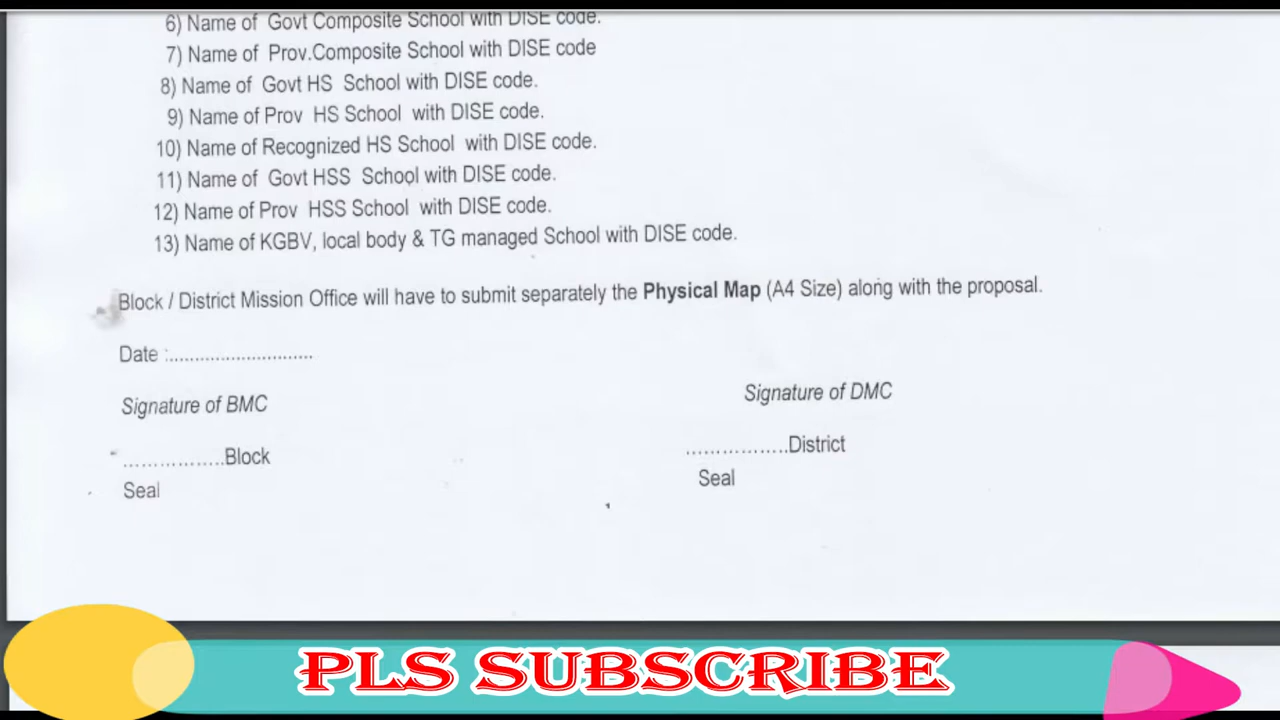 6) Name of Govt Composite School with DISE code.
7) Name of Prov.Composite School with DISE code
8) Name of Govt HS School with DISE code.
9) Name of Prov HS School with DISE code.
10) Name of Recognized HS School with DISE code.
11) Name of Govt HSS School with DISE code.
12) Name of Prov HSS School with DISE code.
13) Name of KGBV, local body & TG managed School with DISE code.
Block / District Mission Office will have to submit separately the Physical Map (A4 Size) along with the proposal.
Date :............................
Signature of BMC
Signature of DMC
..................Block
..................District
Seal
Seal
PLS SUBSCRIBE